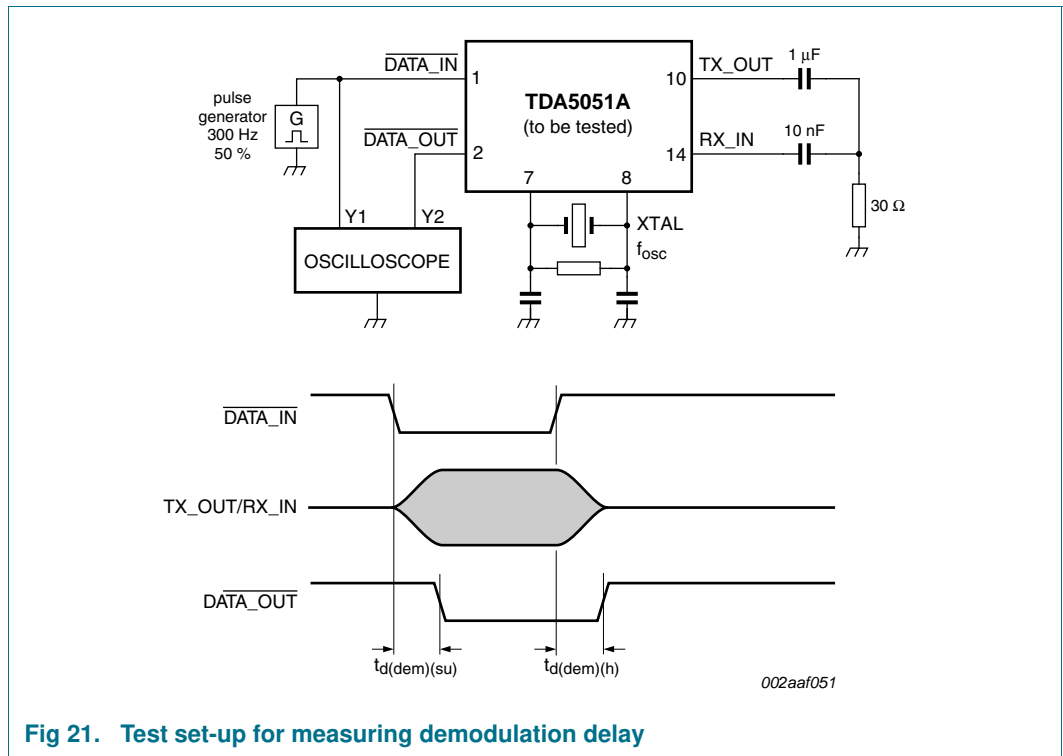 DATA_IN
1
TDA5051A
(to be tested)
10
TX_OUT
1 μF
pulse
generator
300 Hz
50 %
G
DATA_OUT
2
14
RX_IN
10 nF
7
8
30 Ω
Y1
Y2
XTAL
fosc
OSCILLOSCOPE
DATA_IN
TX_OUT/RX_IN
DATA_OUT
td(dem)(su)
td(dem)(h)
002aaf051
Fig 21. Test set-up for measuring demodulation delay